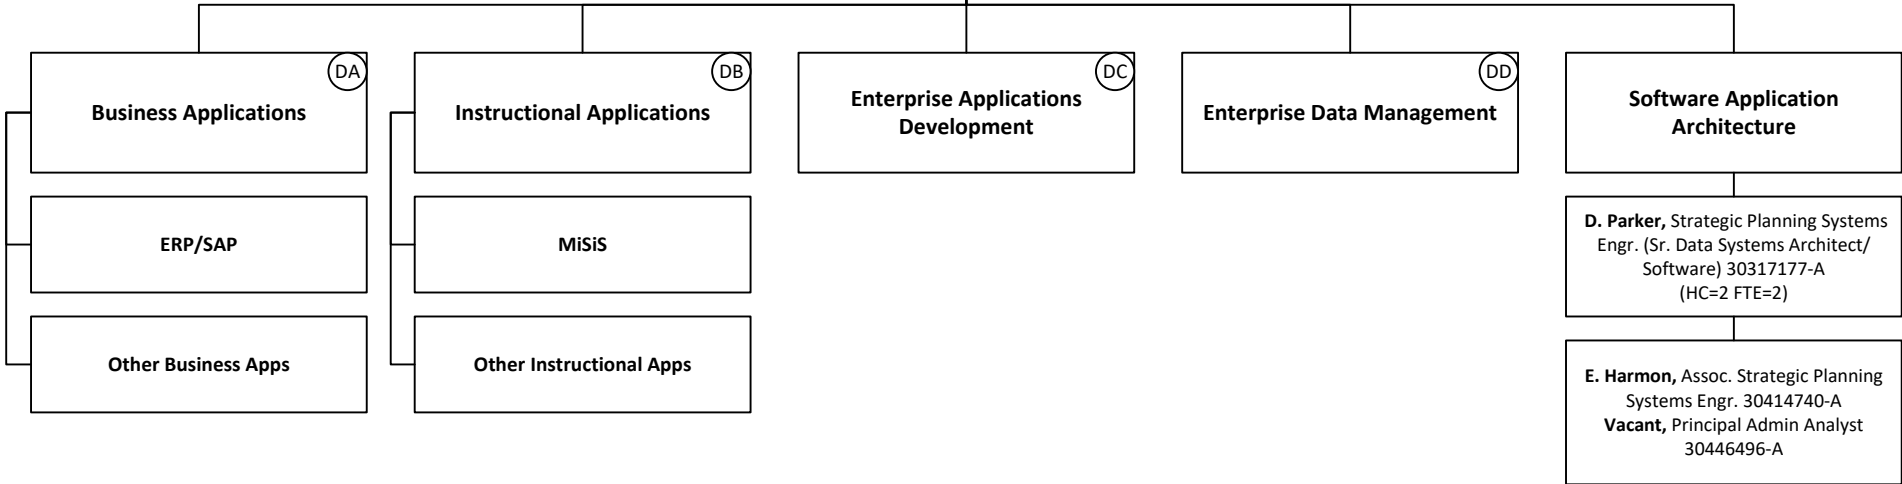 DA
Business Applications
ERP/SAP
Other Business Apps
DB
Instructional Applications
MiSiS
Other Instructional Apps
DC
Enterprise Applications
Development
DD
Enterprise Data Management
Software Application
Architecture
D. Parker, Strategic Planning Systems
Engr. (Sr. Data Systems Architect/
Software) 30317177-A
(HC=2 FTE=2)
E. Harmon, Assoc. Strategic Planning
Systems Engr. 30414740-A
Vacant, Principal Admin Analyst
30446496-A